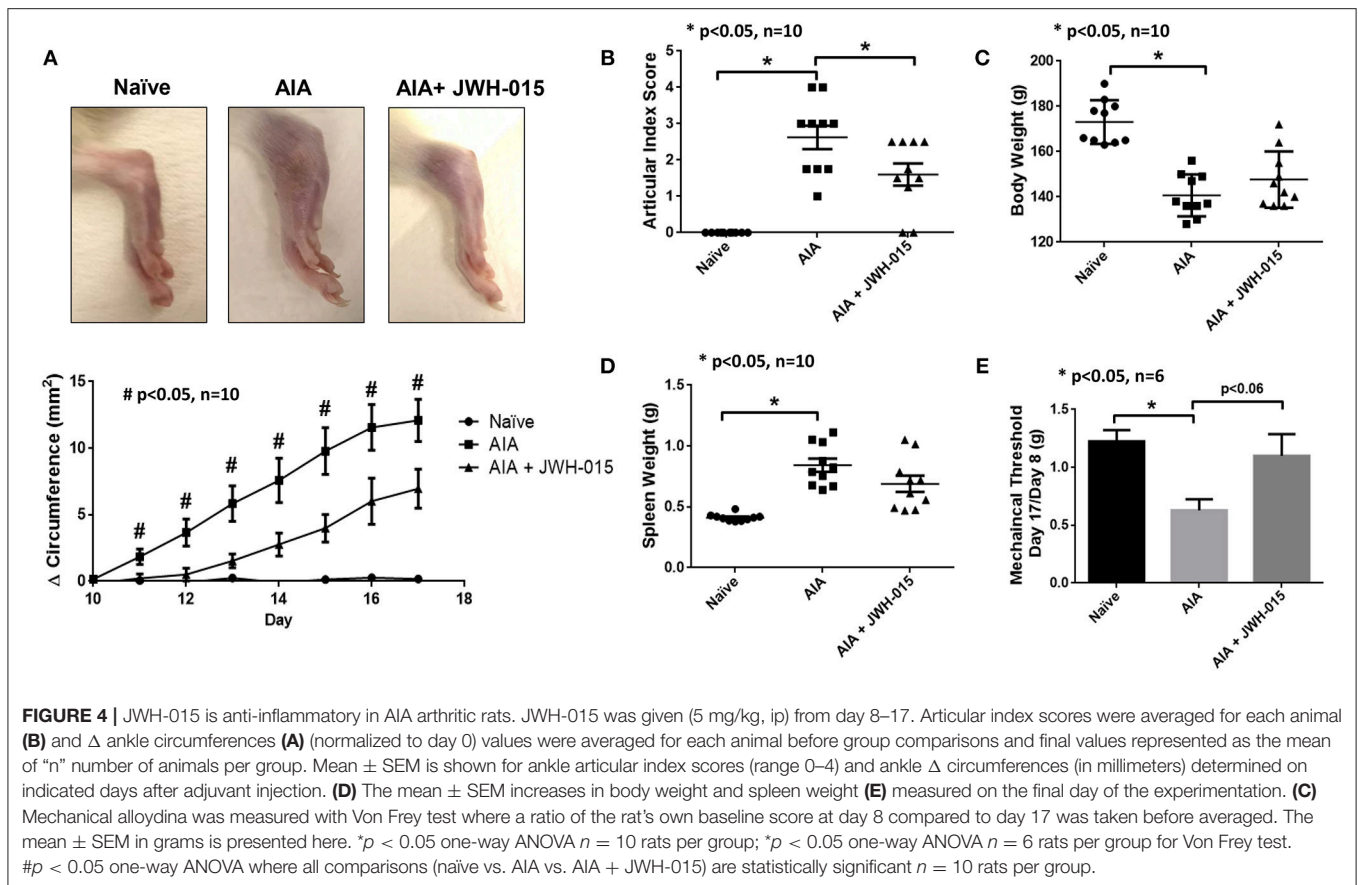 A
Naïve AIA AIA+ JWH-015
Δ Circumference (mm²)
15
10
5
0
# p<0.05, n=10
# # # # # # #
Naïve
AIA
AIA + JWH-015
10 12 14 16 18
Day
B
* p<0.05, n=10
Articular Index Score
5
4
3
2
1
0
* *
Naïve AIA AIA + JWH-015
C
* p<0.05, n=10
Body Weight (g)
200
180
160
140
120
*
Naïve AIA AIA + JWH-015
D
* p<0.05, n=10
Spleen Weight (g)
1.5
1.0
0.5
0.0
*
Naïve AIA AIA + JWH-015
E
* p<0.05, n=6
Mechaincal Threshold
Day 17/Day 8 (g)
1.5
1.0
0.5
0.0
* p<0.06
Naïve AIA AIA + JWH-015
FIGURE 4 | JWH-015 is anti-inflammatory in AIA arthritic rats. JWH-015 was given (5 mg/kg, ip) from day 8–17. Articular index scores were averaged for each animal
(B) and Δ ankle circumferences (A) (normalized to day 0) values were averaged for each animal before group comparisons and final values represented as the mean
of “n” number of animals per group. Mean ± SEM is shown for ankle articular index scores (range 0–4) and ankle Δ circumferences (in millimeters) determined on
indicated days after adjuvant injection. (D) The mean ± SEM increases in body weight and spleen weight (E) measured on the final day of the experimentation. (C)
Mechanical alloydina was measured with Von Frey test where a ratio of the rat’s own baseline score at day 8 compared to day 17 was taken before averaged. The
mean ± SEM in grams is presented here. *p < 0.05 one-way ANOVA n = 10 rats per group; *p < 0.05 one-way ANOVA n = 6 rats per group for Von Frey test.
#p < 0.05 one-way ANOVA where all comparisons (naïve vs. AIA vs. AIA + JWH-015) are statistically significant n = 10 rats per group.